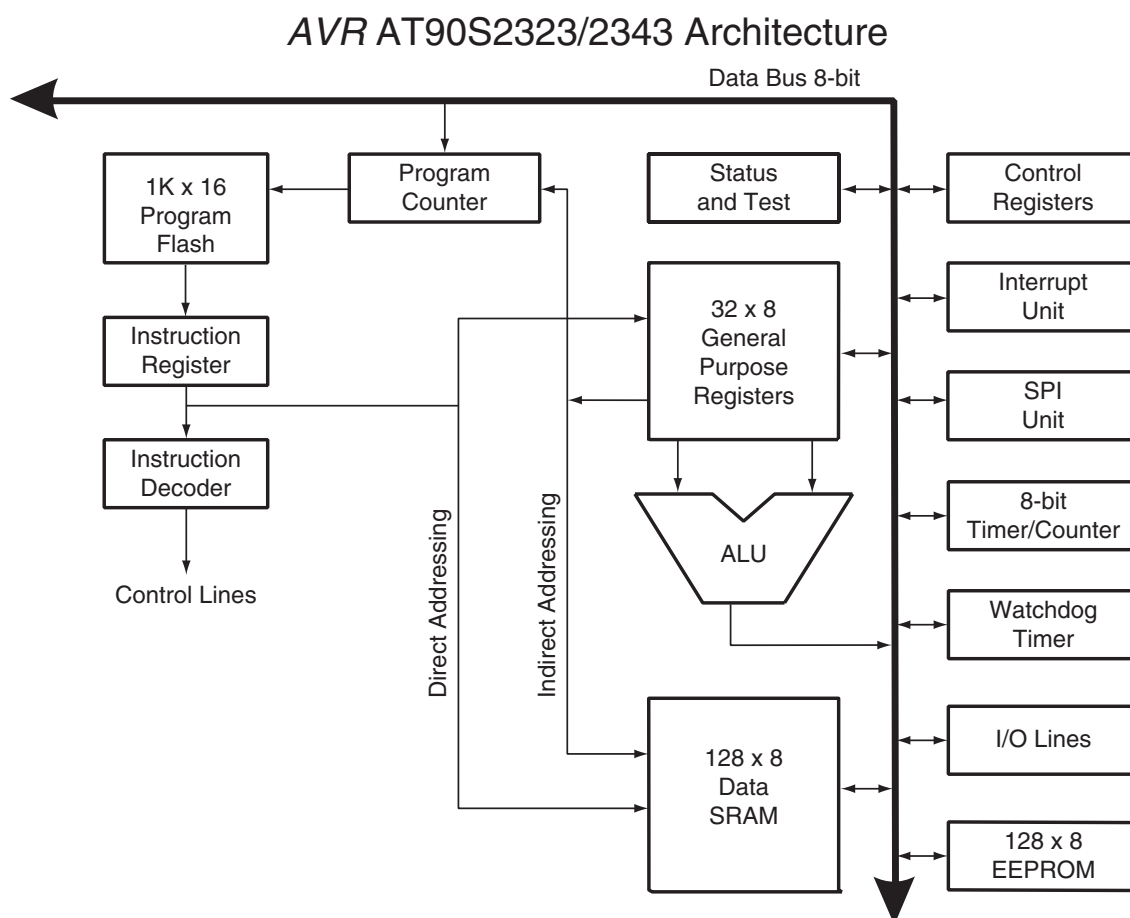 AVR AT90S2323/2343 Architecture
Data Bus 8-bit
1K x 16
Program
Flash
Program
Counter
Status
and Test
Control
Registers
Instruction
Register
32 x 8
General
Purpose
Registers
Interrupt
Unit
SPI
Unit
Instruction
Decoder
Control Lines
Direct Addressing
Indirect Addressing
ALU
8-bit
Timer/Counter
Watchdog
Timer
128 x 8
Data
SRAM
I/O Lines
128 x 8
EEPROM